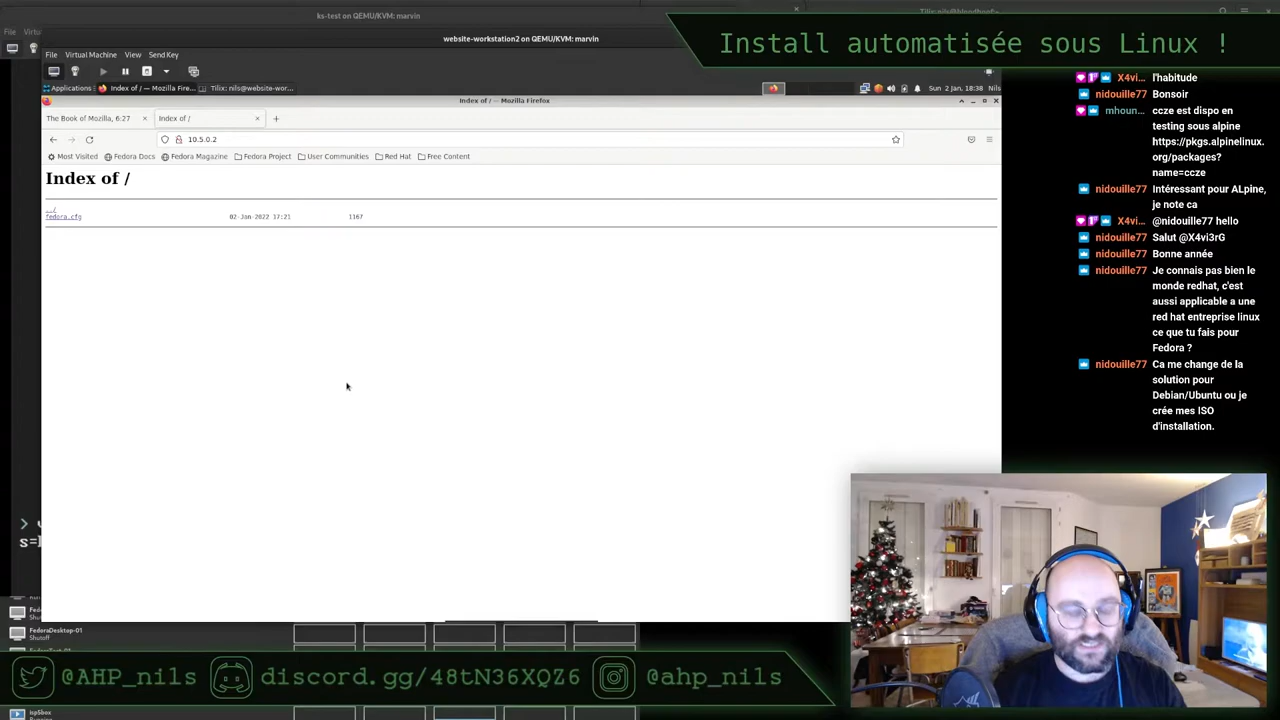 ks-test on QEMU/KVM: marvin
File
Install automatisée sous Linux !
website-workstation2 on QEMU/KVM: marvin
File Virtual Machine View Send Key
Applications
Index of / — Mozilla Fire...
Tilix: nils@website-wor...
Sun 2 Jan, 18:38 Nils
Index of / — Mozilla Firefox
The Book of Mozilla, 6:27
Index of /
10.5.0.2
Most Visited Fedora Docs Fedora Magazine Fedora Project User Communities Red Hat Free Content
Index of /
../
fedora.cfg 02-Jan-2022 17:21 1167
X4vi... l'habitude
nidouille77 Bonsoir
mhoun... ccze est dispo en
testing sous alpine
https://pkgs.alpinelinux.
org/packages?
name=ccze
nidouille77 Intéressant pour ALpine,
je note ca
X4vi... @nidouille77 hello
nidouille77 Salut @X4vi3rG
nidouille77 Bonne année
nidouille77 Je connais pas bien le
monde redhat, c'est
aussi applicable a une
red hat entreprise linux
ce que tu fais pour
Fedora ?
nidouille77 Ca me change de la
solution pour
Debian/Ubuntu ou je
crée mes ISO
d'installation.
FedoraDesktop-01
Shutoff
@AHP_nils
discord.gg/48tN36XQZ6
@ahp_nils